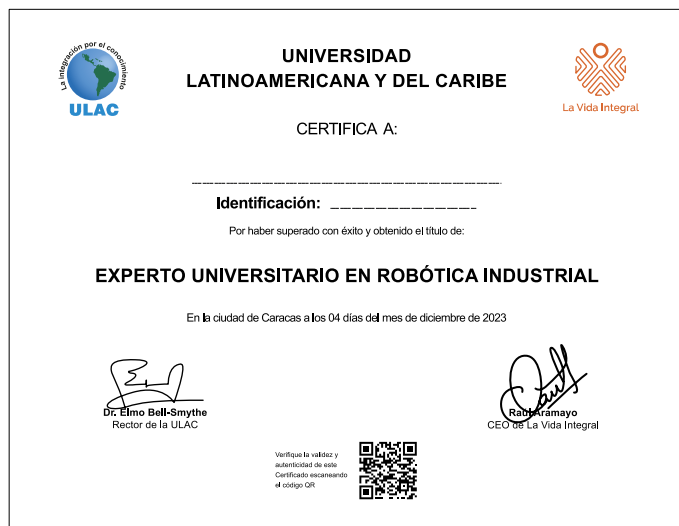 La integración por el conocimiento
ULAC
UNIVERSIDAD
LATINOAMERICANA Y DEL CARIBE
La Vida Integral
CERTIFICA A:
Identificación:
Por haber superado con éxito y obtenido el título de:
EXPERTO UNIVERSITARIO EN ROBÓTICA INDUSTRIAL
En la ciudad de Caracas a los 04 días del mes de diciembre de 2023
Dr. Elmo Bell-Smythe
Rector de la ULAC
Raúl Aramayo
CEO de La Vida Integral
Verifique la validez y
autenticidad de este
Certificado escaneando
el código QR